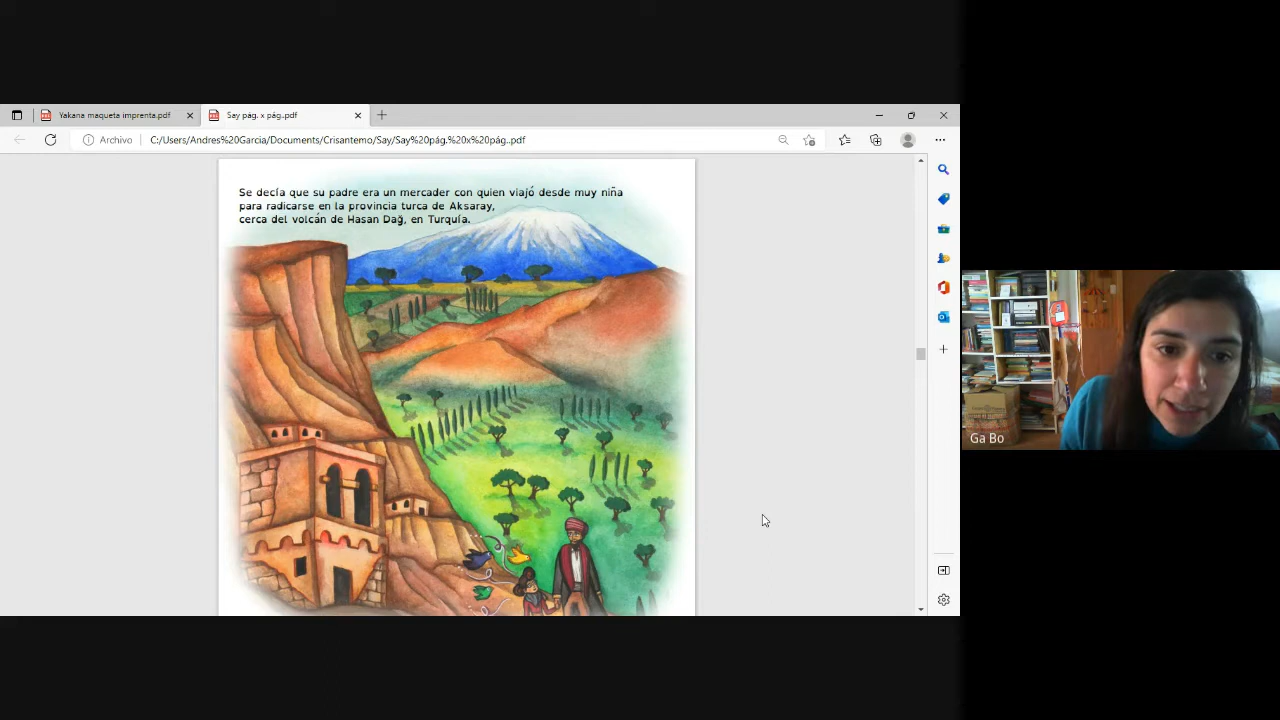 Yakana maqueta imprenta.pdf
Say pág. x pág..pdf
Archivo
C:/Users/Andres%20Garcia/Documents/Crisantemo/Say/Say%20pág.%20x%20pág..pdf
Se decía que su padre era un mercader con quien viajó desde muy niña
para radicarse en la provincia turca de Aksaray,
cerca del volcán de Hasan Dağ, en Turquía.
Ga Bo